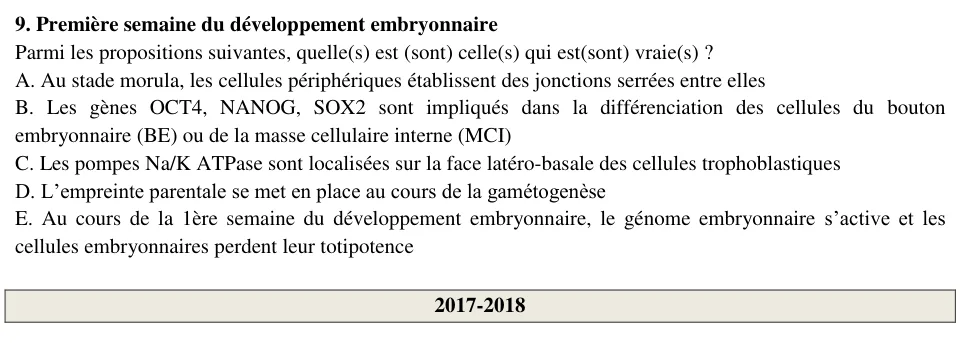 9. Première semaine du développement embryonnaire
Parmi les propositions suivantes, quelle(s) est (sont) celle(s) qui est(sont) vraie(s) ?
A. Au stade morula, les cellules périphériques établissent des jonctions serrées entre elles
B. Les gènes OCT4, NANOG, SOX2 sont impliqués dans la différenciation des cellules du bouton
embryonnaire (BE) ou de la masse cellulaire interne (MCI)
C. Les pompes Na/K ATPase sont localisées sur la face latéro-basale des cellules trophoblastiques
D. L’empreinte parentale se met en place au cours de la gamétogenèse
E. Au cours de la 1ère semaine du développement embryonnaire, le génome embryonnaire s’active et les
cellules embryonnaires perdent leur totipotence
2017-2018